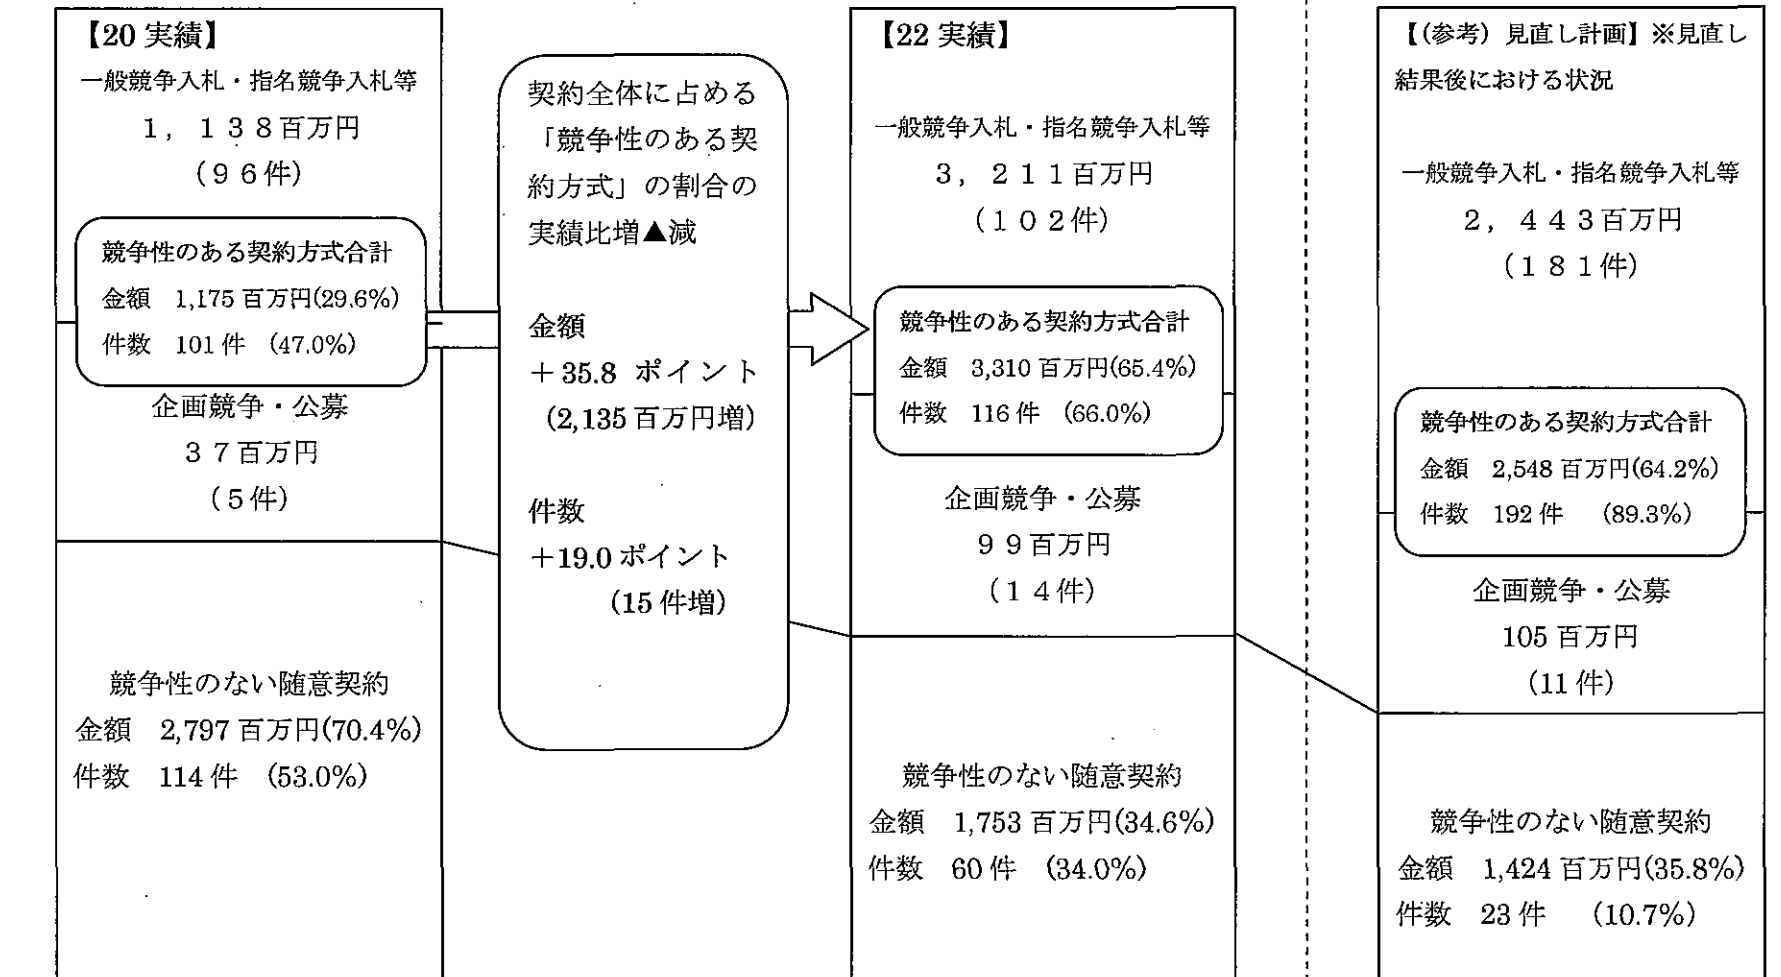 【20 実績】
一般競争入札・指名競争入札等
１，１３８百万円
（９６件）
競争性のある契約方式合計
金額　1,175 百万円(29.6%)
件数　101 件　(47.0%)
企画競争・公募
３７百万円
（５件）
競争性のない随意契約
金額　2,797 百万円(70.4%)
件数　114 件　(53.0%)
契約全体に占める
「競争性のある契
約方式」の割合の
実績比増▲減
金額
＋35.8 ポイント
(2,135 百万円増)
件数
＋19.0 ポイント
(15 件増)
【22 実績】
一般競争入札・指名競争入札等
３，２１１百万円
（１０２件）
競争性のある契約方式合計
金額　3,310 百万円(65.4%)
件数　116 件　(66.0%)
企画競争・公募
９９百万円
（１４件）
競争性のない随意契約
金額　1,753 百万円(34.6%)
件数　60 件　(34.0%)
【(参考) 見直し計画】※見直し
結果後における状況
一般競争入札・指名競争入札等
２，４４３百万円
（１８１件）
競争性のある契約方式合計
金額　2,548 百万円(64.2%)
件数　192 件　(89.3%)
企画競争・公募
105 百万円
(11 件)
競争性のない随意契約
金額　1,424 百万円(35.8%)
件数　23 件　(10.7%)